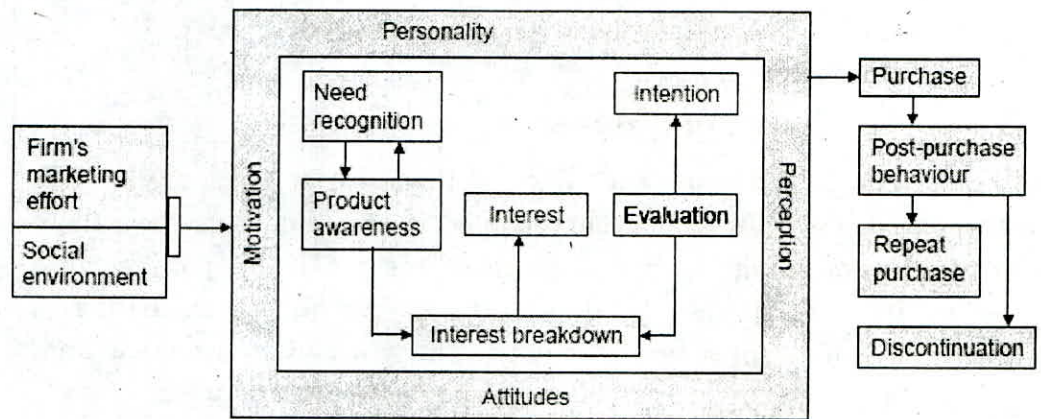 Firm's
marketing
effort
Social
environment
Personality
Motivation
Perception
Attitudes
Need
recognition
Product
awareness
Interest
Intention
Evaluation
Interest breakdown
Purchase
Post-purchase
behaviour
Repeat
purchase
Discontinuation